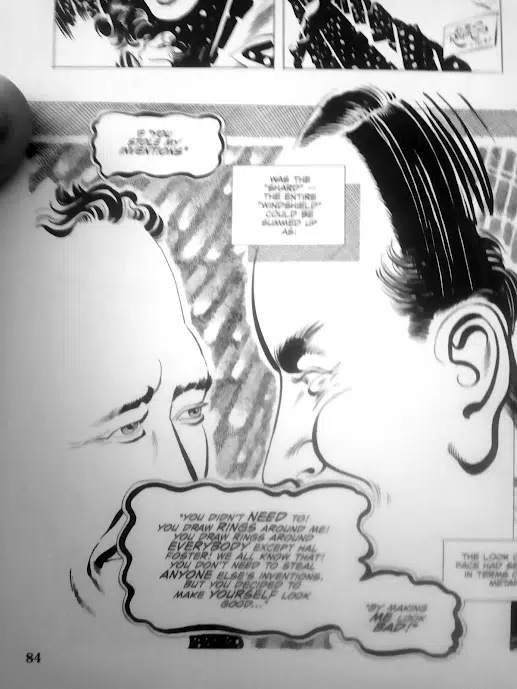 IF "YOU
STOLE MY
INVENTIONS"
WAS THE
"SHARD" —
THE ENTIRE
"WINDSHIELD"
COULD BE
SUMMED UP
AS:
"YOU DIDN'T NEED TO!
YOU DRAW RINGS AROUND ME!
YOU DRAW RINGS AROUND
EVERYBODY EXCEPT HAL
FOSTER! WE ALL KNOW THAT!
YOU DON'T NEED TO STEAL
ANYONE ELSE'S INVENTIONS.
BUT YOU DECIDED TO
MAKE YOURSELF LOOK
GOOD..."
"BY MAKING
ME LOOK
BAD!"
THE LOOK O
FACE HAD SE
IN TERMS O
META
84